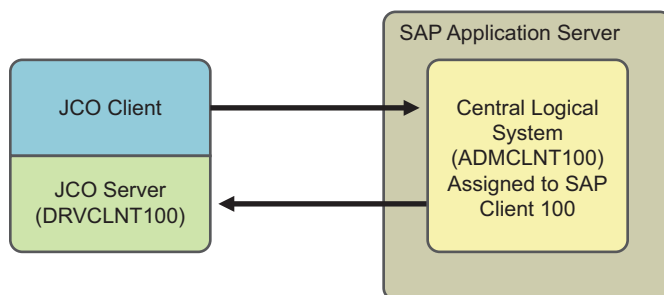 SAP Application Server
JCO Client
JCO Server
(DRVCLNT100)
Central Logical
System
(ADMCLNT100)
Assigned to SAP
Client 100